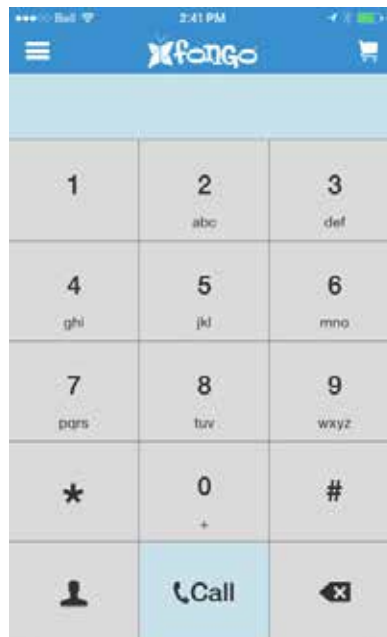 Bell 2:41 PM
fongo
1 2 3
abc def
4 5 6
ghi jkl mno
7 8 9
pqrs tuv wxyz
* 0 #
+
Call